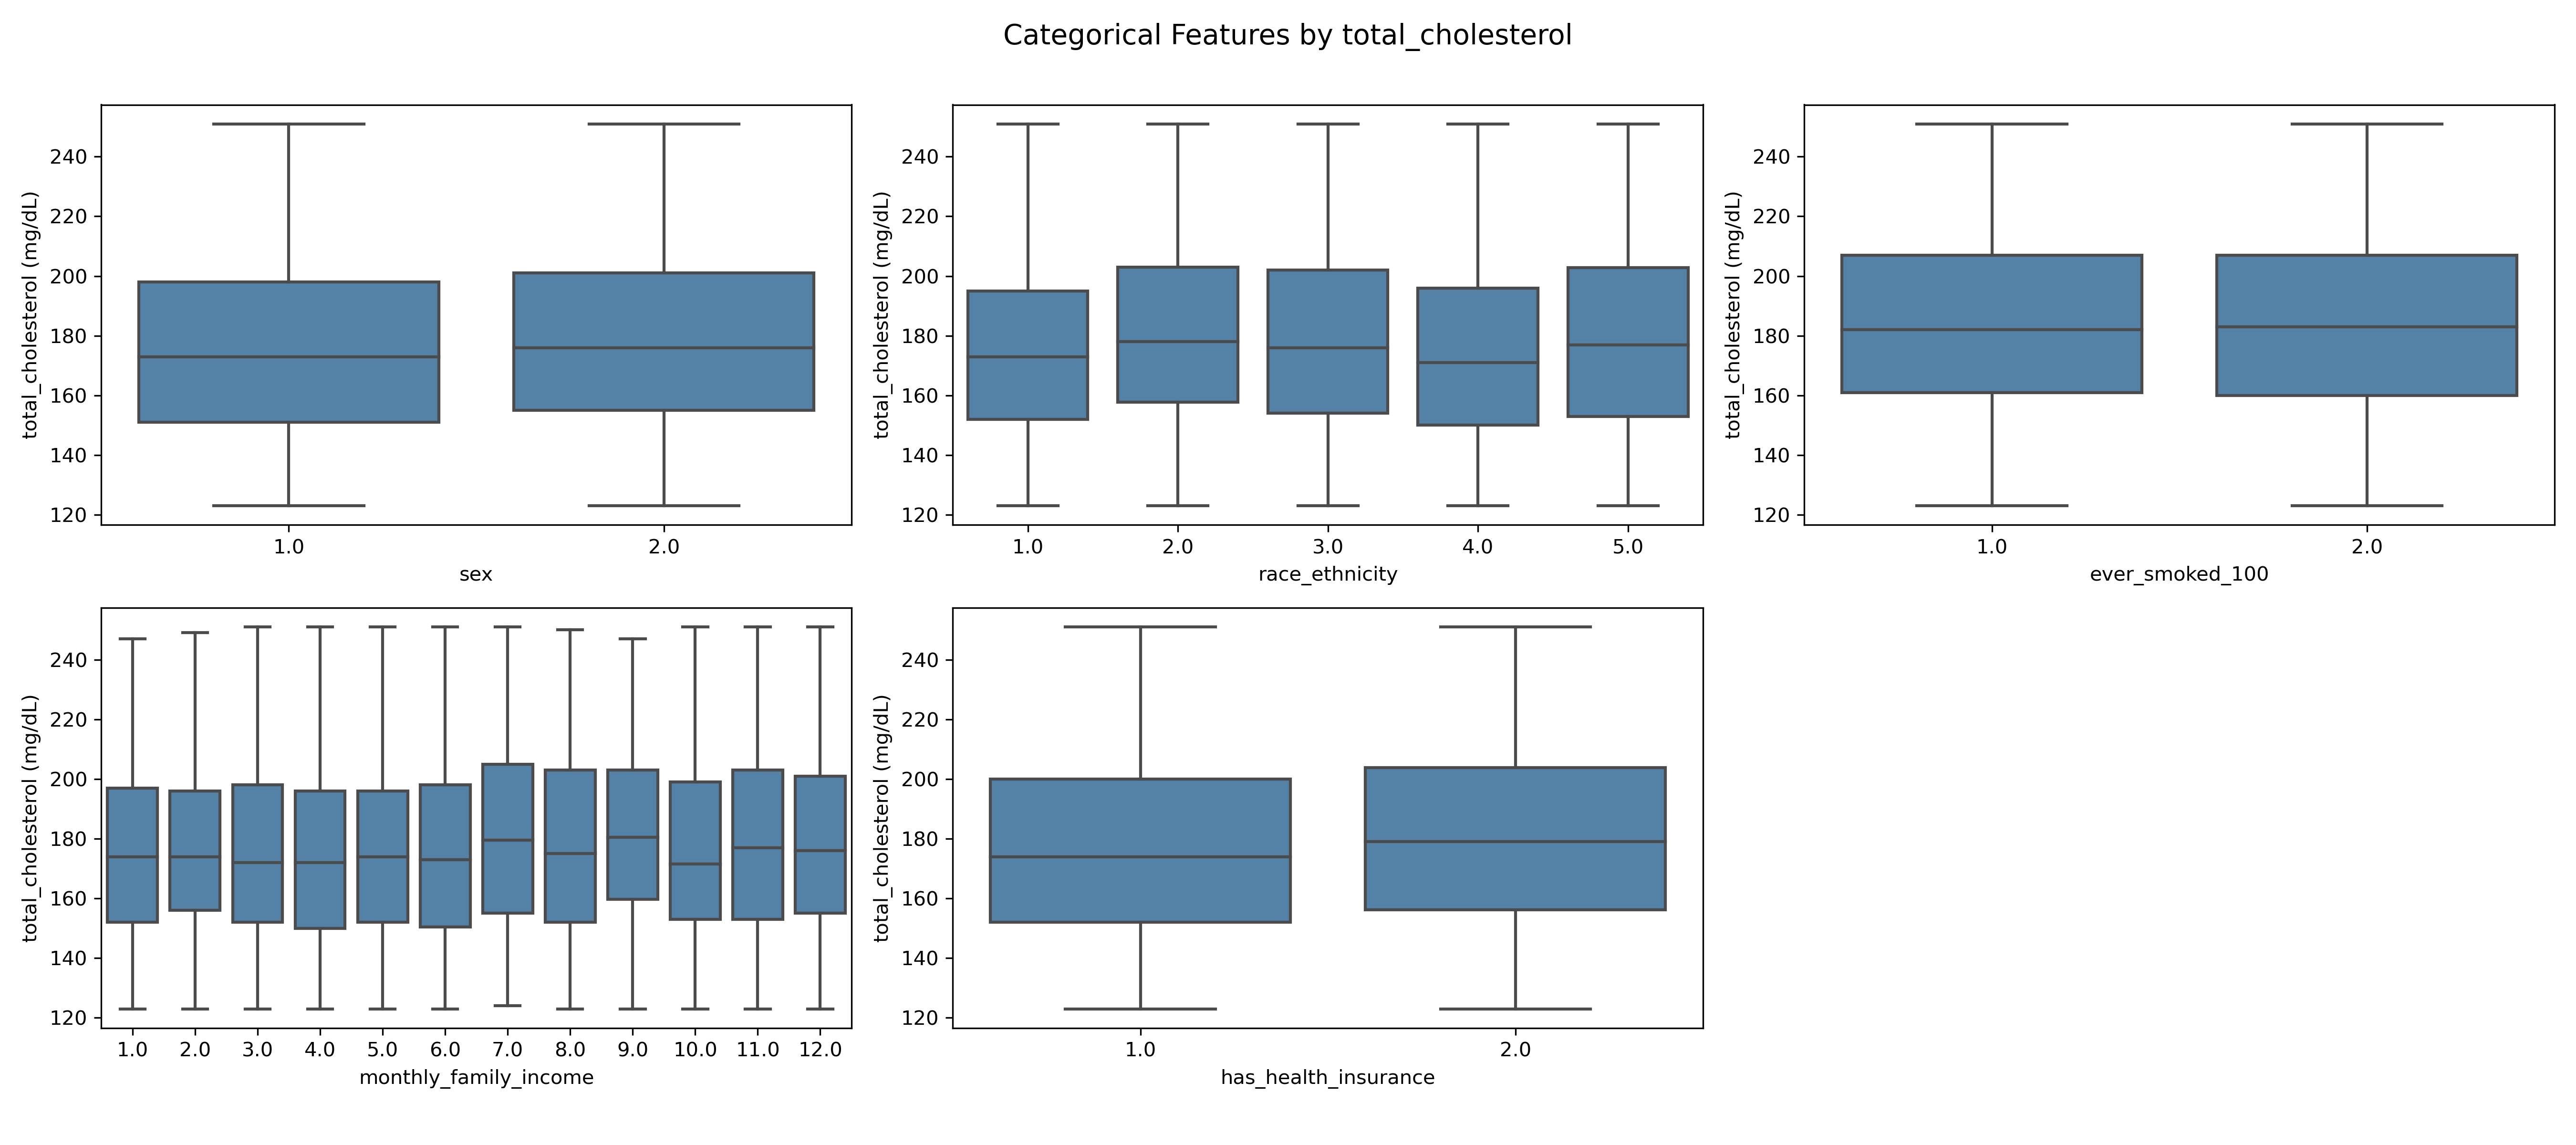 Categorical Features by total_cholesterol
total_cholesterol (mg/dL)
240
220
200
180
160
140
120
1.0 2.0
sex
total_cholesterol (mg/dL)
240
220
200
180
160
140
120
1.0 2.0 3.0 4.0 5.0
race_ethnicity
total_cholesterol (mg/dL)
240
220
200
180
160
140
120
1.0 2.0
ever_smoked_100
total_cholesterol (mg/dL)
240
220
200
180
160
140
120
1.0 2.0 3.0 4.0 5.0 6.0 7.0 8.0 9.0 10.0 11.0 12.0
monthly_family_income
total_cholesterol (mg/dL)
240
220
200
180
160
140
120
1.0 2.0
has_health_insurance